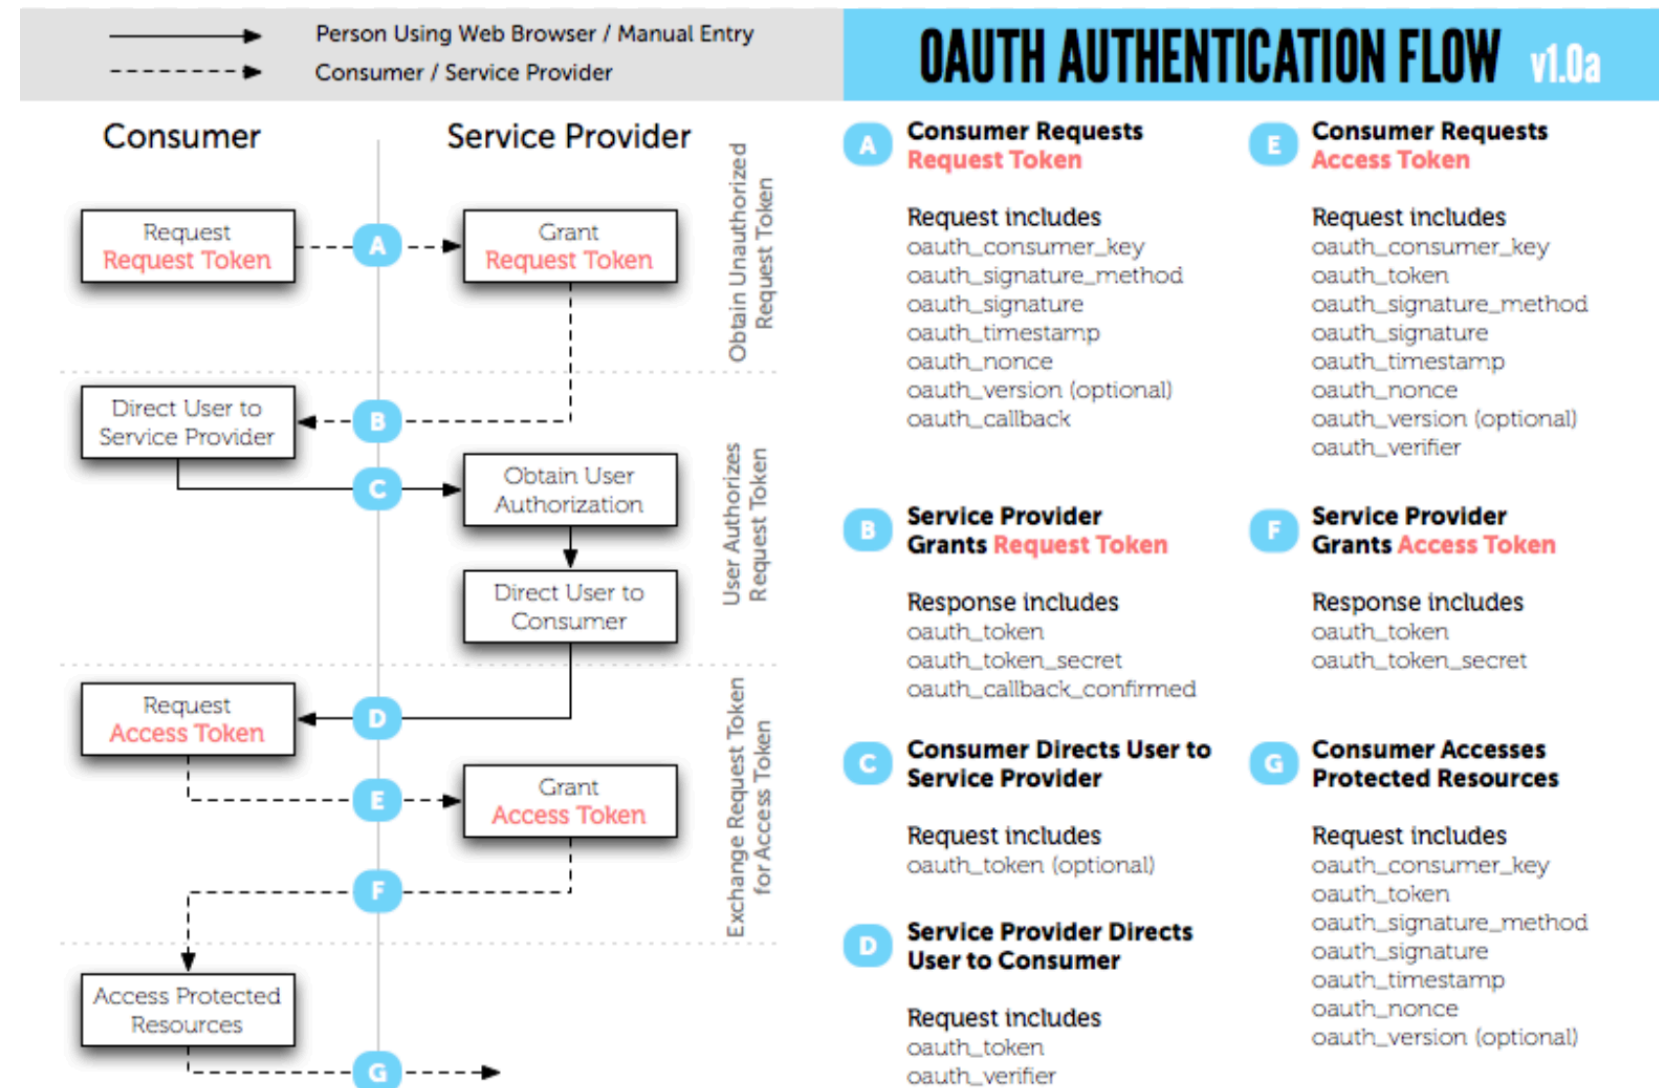 Person Using Web Browser / Manual Entry
Consumer / Service Provider
OAUTH AUTHENTICATION FLOW v1.0a
Consumer
Service Provider
Request
Request Token
A
Grant
Request Token
Obtain Unauthorized
Request Token
Direct User to
Service Provider
B
C
Obtain User
Authorization
Direct User to
Consumer
User Authorizes
Request Token
Request
Access Token
D
E
Grant
Access Token
F
Exchange Request Token
for Access Token
Access Protected
Resources
G
A
Consumer Requests
Request Token
Request includes
oauth_consumer_key
oauth_signature_method
oauth_signature
oauth_timestamp
oauth_nonce
oauth_version (optional)
oauth_callback
B
Service Provider
Grants Request Token
Response includes
oauth_token
oauth_token_secret
oauth_callback_confirmed
C
Consumer Directs User to
Service Provider
Request includes
oauth_token (optional)
D
Service Provider Directs
User to Consumer
Request includes
oauth_token
oauth_verifier
E
Consumer Requests
Access Token
Request includes
oauth_consumer_key
oauth_token
oauth_signature_method
oauth_signature
oauth_timestamp
oauth_nonce
oauth_version (optional)
oauth_verifier
F
Service Provider
Grants Access Token
Response includes
oauth_token
oauth_token_secret
G
Consumer Accesses
Protected Resources
Request includes
oauth_consumer_key
oauth_token
oauth_signature_method
oauth_signature
oauth_timestamp
oauth_nonce
oauth_version (optional)